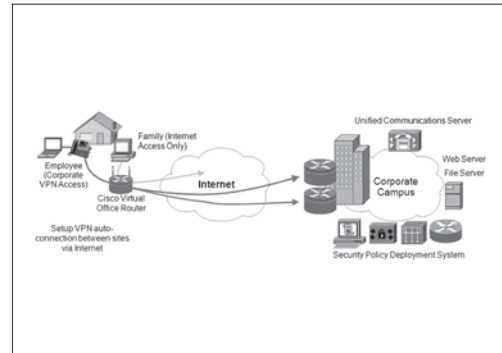 Unified Communications Server
Family (Internet
Access Only)
Employee
(Corporate
VPN Access)
Internet
Web Server
File Server
Corporate
Campus
Cisco Virtual
Office Router
Setup VPN auto-
connection between sites
via Internet
Security Policy Deployment System